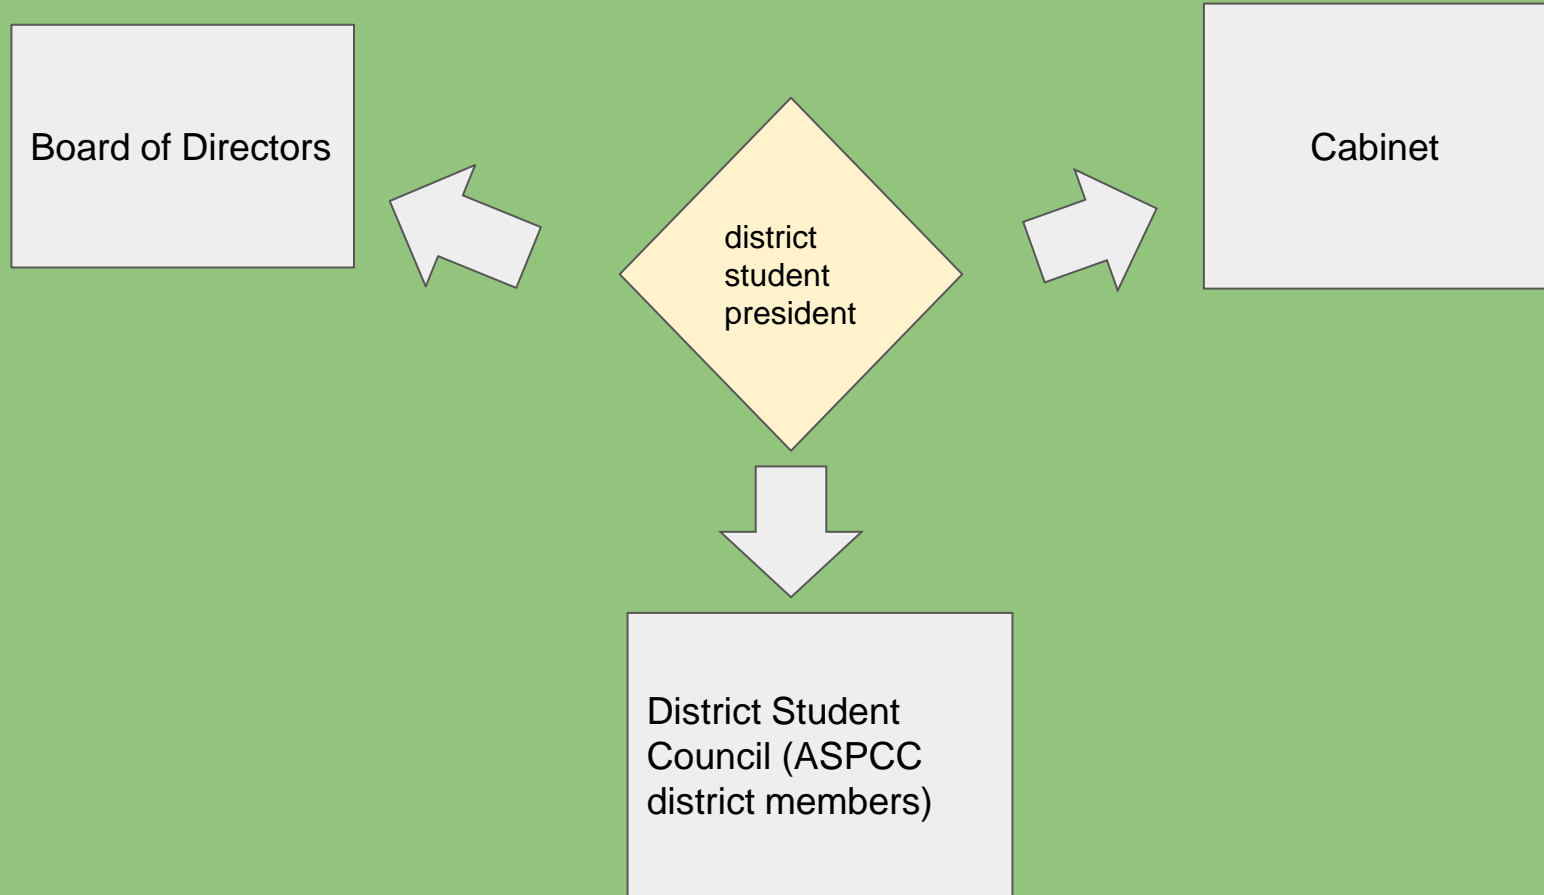 Board of Directors
Cabinet
district
student
president
District Student
Council (ASPCC
district members)